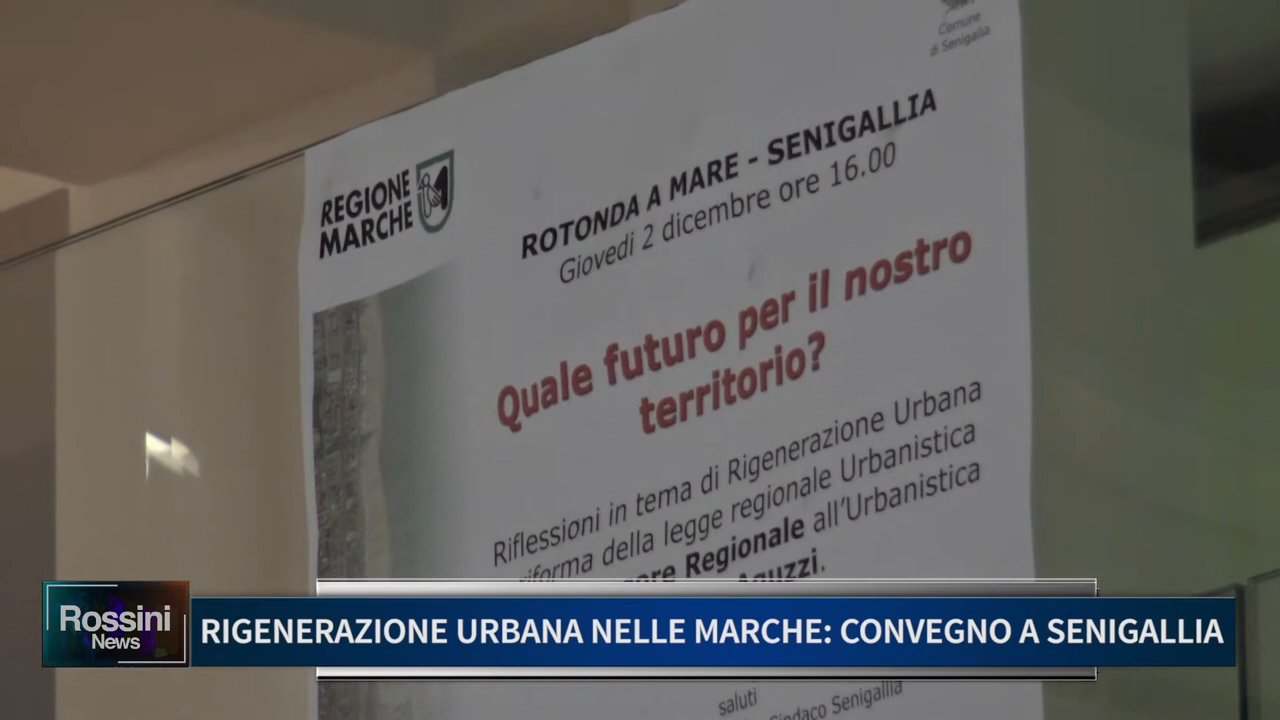 Comune
di Senigallia
REGIONE
MARCHE
ROTONDA A MARE - SENIGALLIA
Giovedì 2 dicembre ore 16.00
Quale futuro per il nostro
territorio?
Riflessioni in tema di Rigenerazione Urbana
riforma della legge regionale Urbanistica
Regionale all'Urbanistica
Aguzzi.
Rossini
News
RIGENERAZIONE URBANA NELLE MARCHE: CONVEGNO A SENIGALLIA
saluti
Sindaco Senigallia